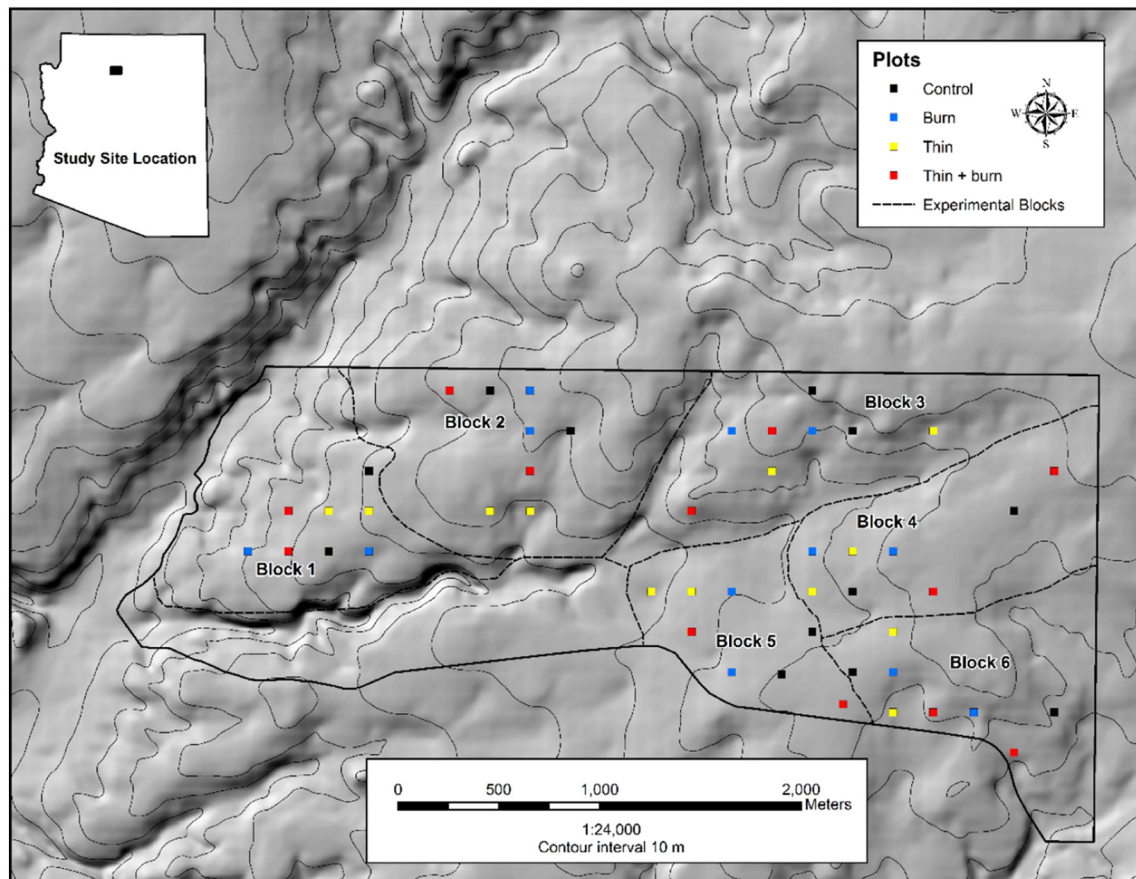 Study Site Location
Plots
Control
Burn
Thin
Thin + burn
Experimental Blocks
N
W E
S
Block 2
Block 3
Block 4
Block 1
Block 5
Block 6
0 500 1,000 2,000
Meters
1:24,000
Contour interval 10 m